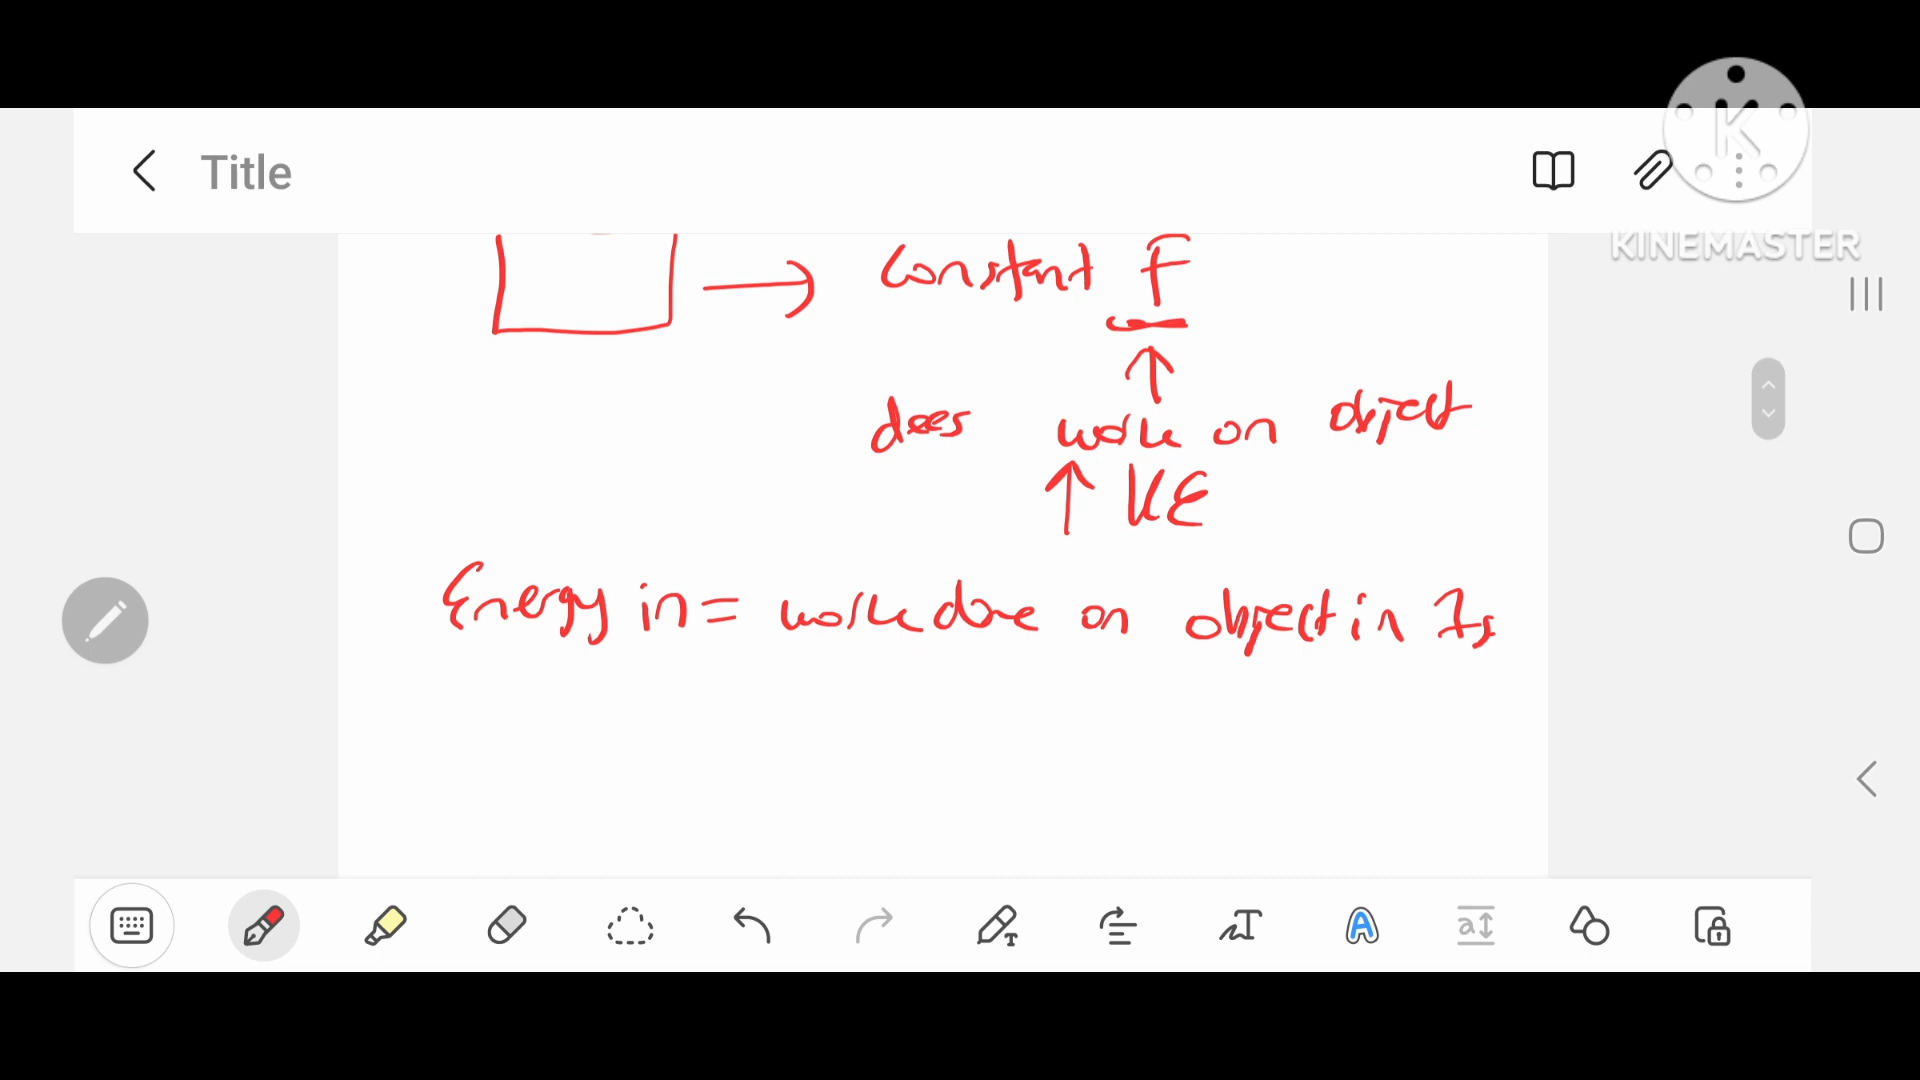 Title
KINEMASTER
constant F
does work on object
↑ KE
Energy in = work done on object in 1s